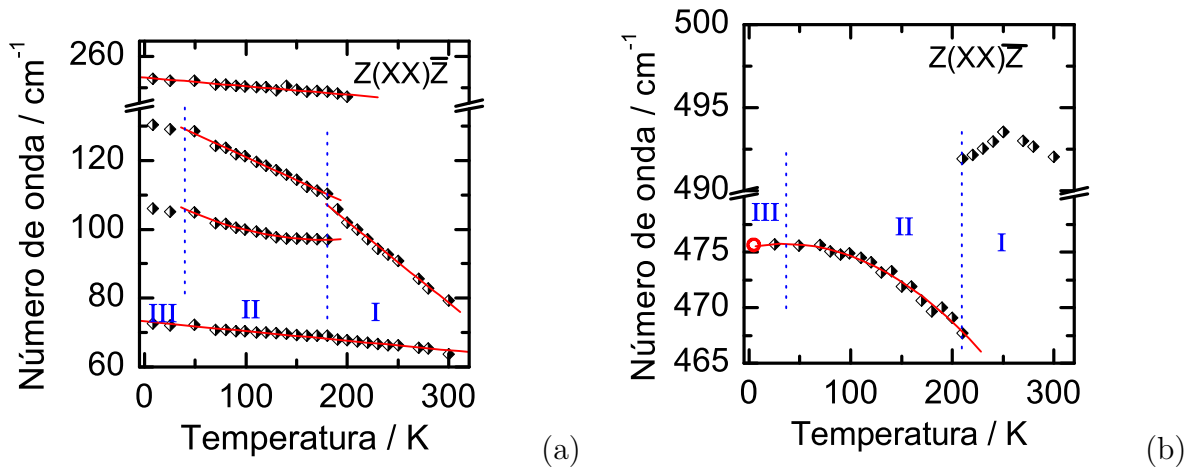 260
Z(XX)Z̅
120
100
80
60
III
II
I
0
100
200
300
Número de onda / cm⁻¹
Temperatura / K
(a)
500
Z(XX)Z̅
495
490
475
470
465
III
II
I
0
100
200
300
Número de onda / cm⁻¹
Temperatura / K
(b)